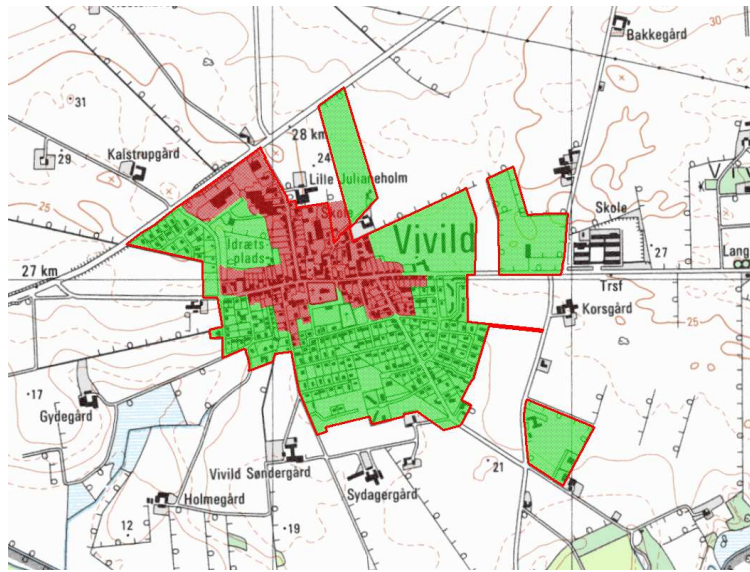 30
Bakkegård
31
28 km
29
Kalstrupgård
24
Lille Julianeholm
25
Skole
Skole
Vivild
Idræts-
plads
27
Lang
27 km
Trsf
Korsgård
25
17
Gydegård
21
Vivild Søndergård
Sydagergård
Holmegård
12
19